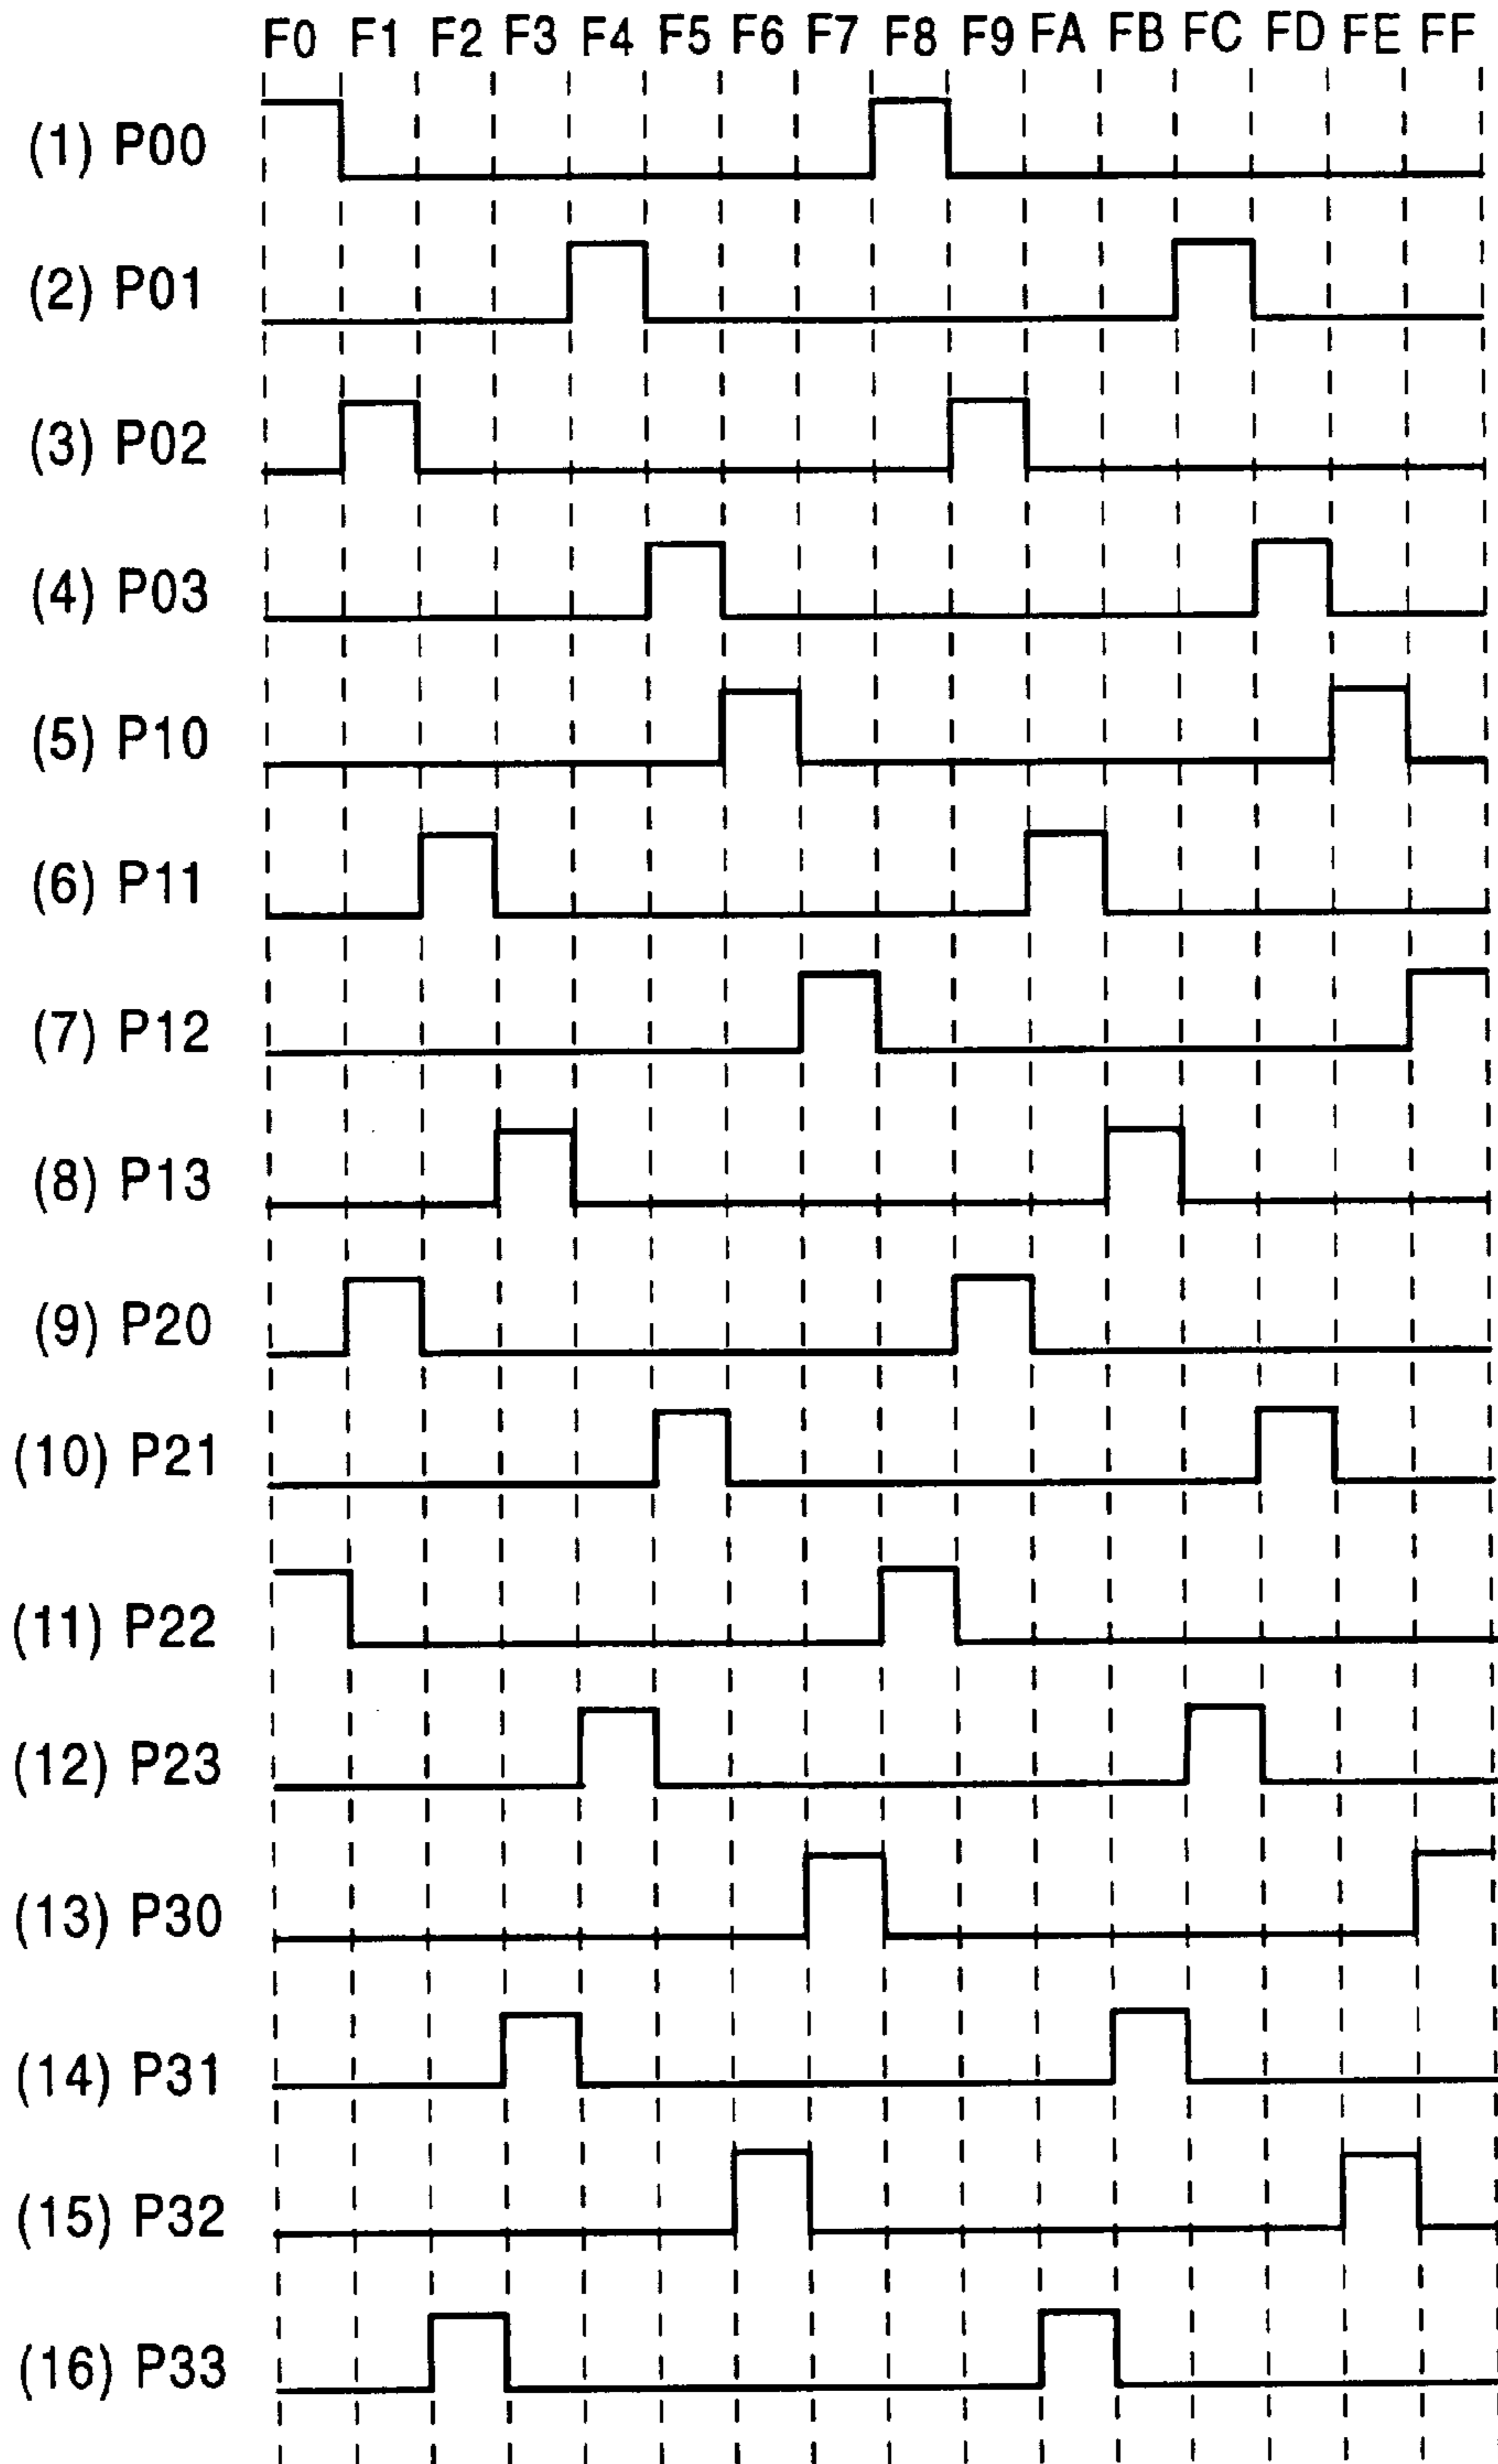 F0 F1 F2 F3 F4 F5 F6 F7 F8 F9 FA FB FC FD FE FF
(1) P00
(2) P01
(3) P02
(4) P03
(5) P10
(6) P11
(7) P12
(8) P13
(9) P20
(10) P21
(11) P22
(12) P23
(13) P30
(14) P31
(15) P32
(16) P33